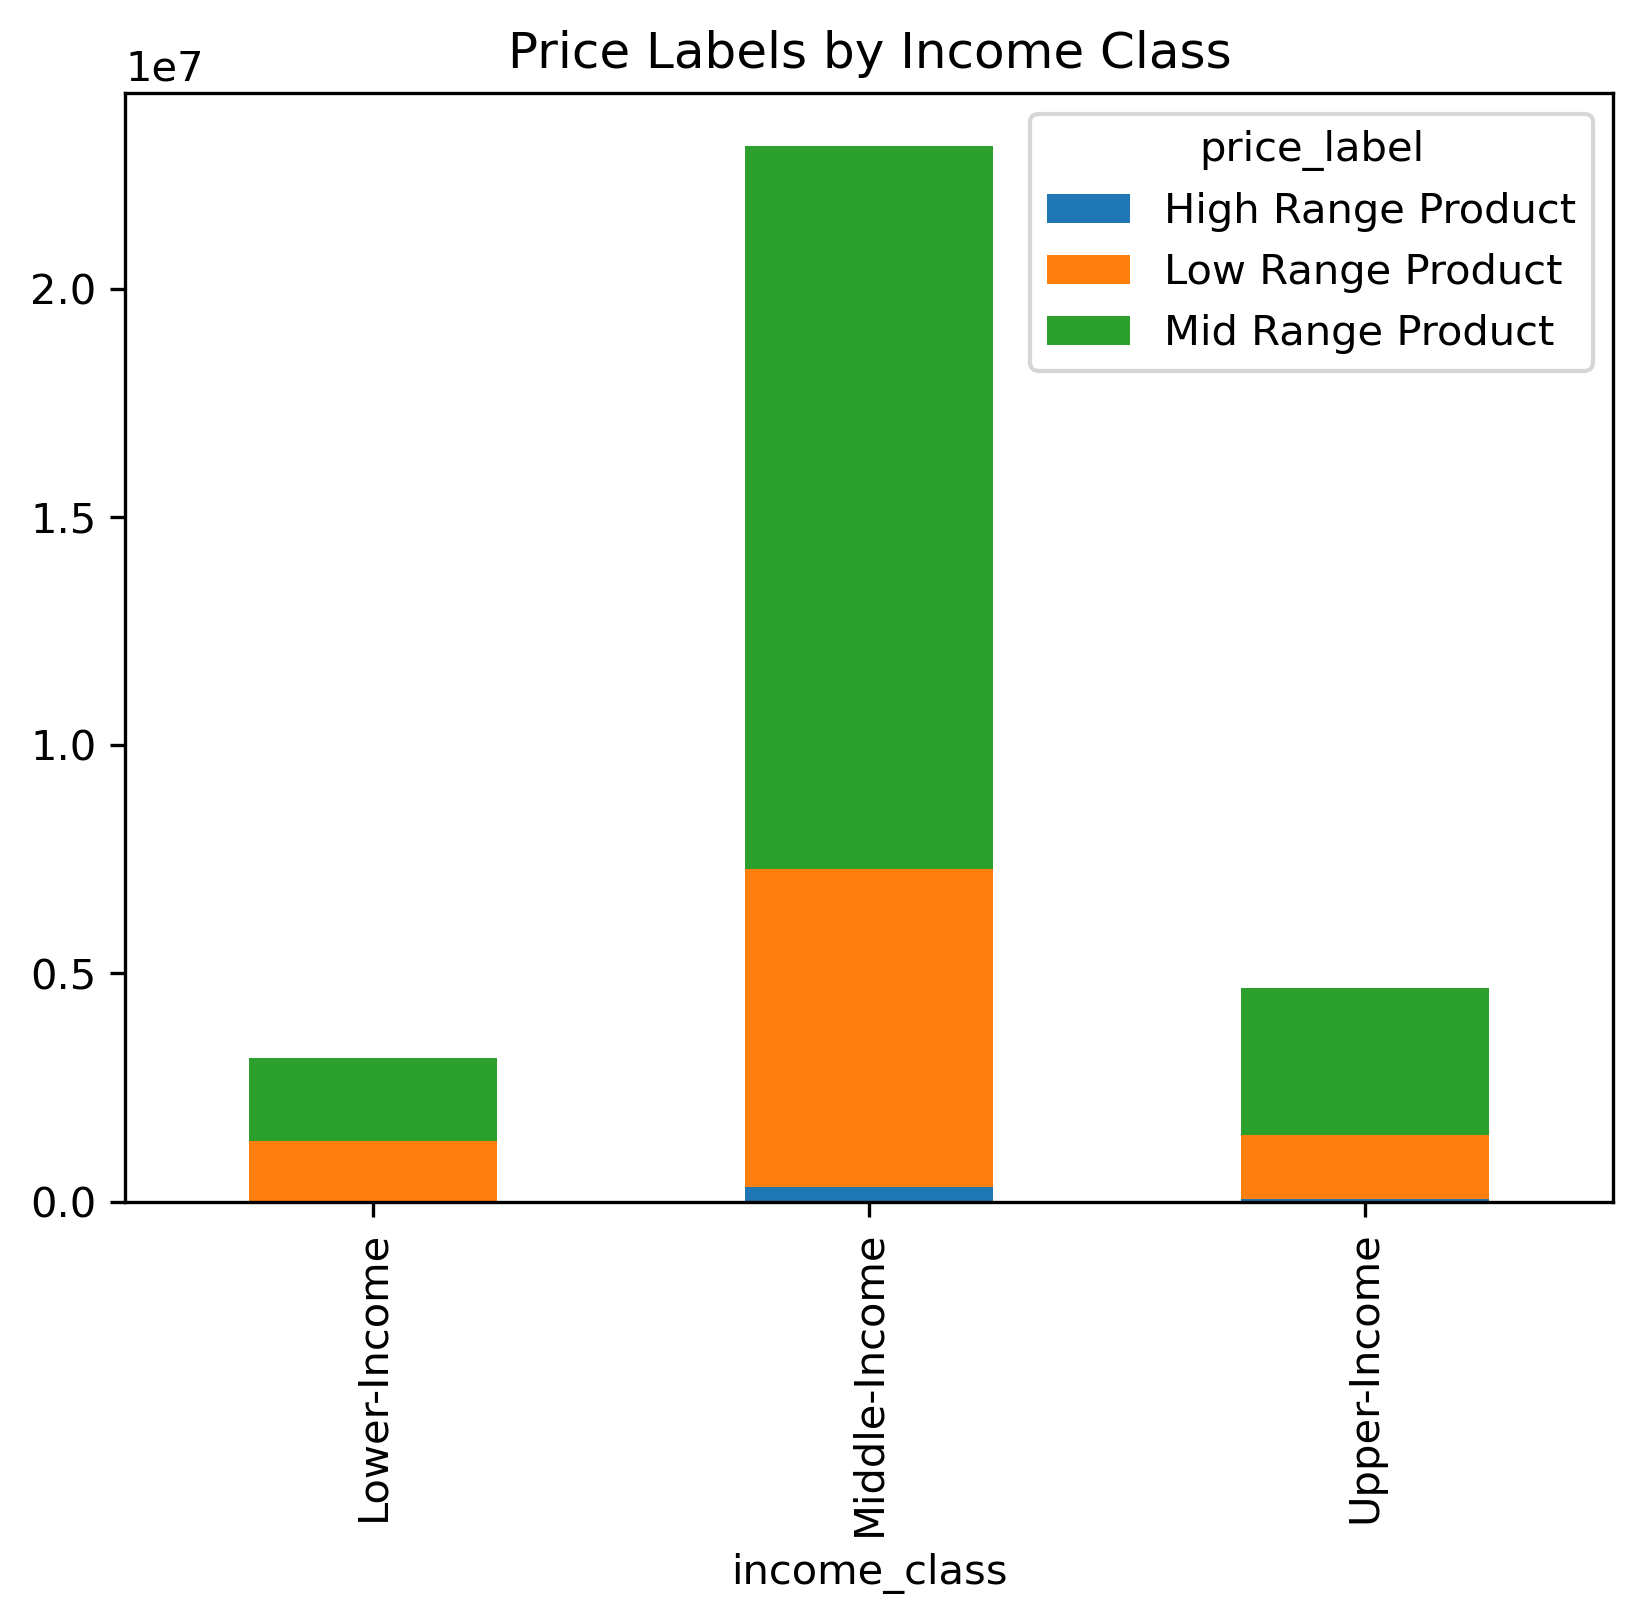 Price Labels by Income Class
1e7
price_label
High Range Product
Low Range Product
Mid Range Product
2.0
1.5
1.0
0.5
0.0
Lower-Income
Middle-Income
Upper-Income
income_class